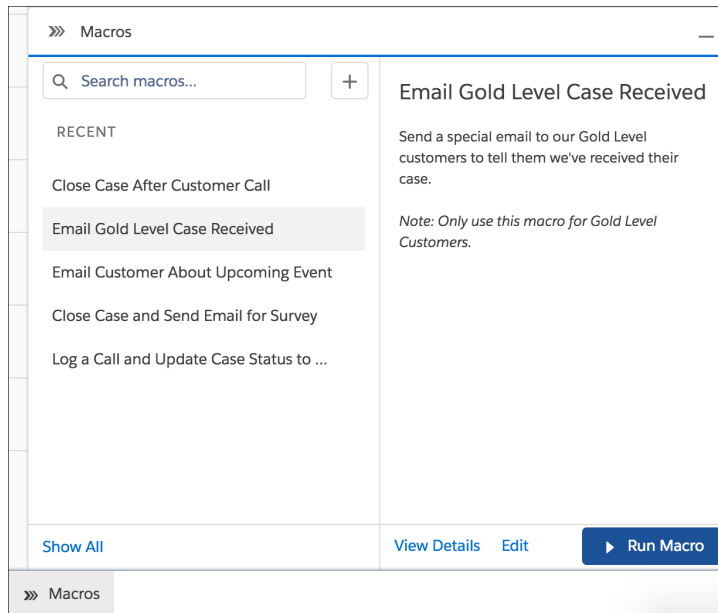 Macros
Search macros...
RECENT
Close Case After Customer Call
Email Gold Level Case Received
Email Customer About Upcoming Event
Close Case and Send Email for Survey
Log a Call and Update Case Status to ...
Show All
Email Gold Level Case Received
Send a special email to our Gold Level
customers to tell them we've received their
case.
Note: Only use this macro for Gold Level
Customers.
View Details Edit Run Macro
Macros